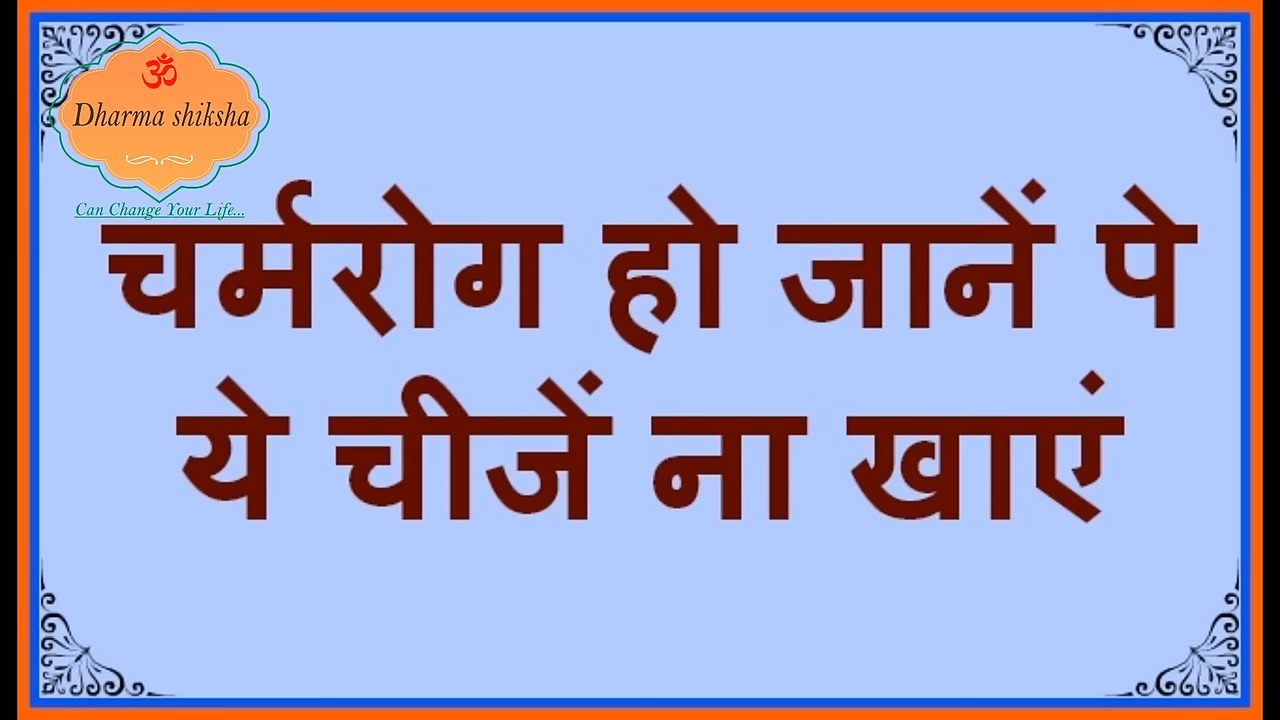 ॐ
Dharma shiksha
Can Change Your Life...
चर्मरोग हो जानें पे
ये चीजें ना खाएं